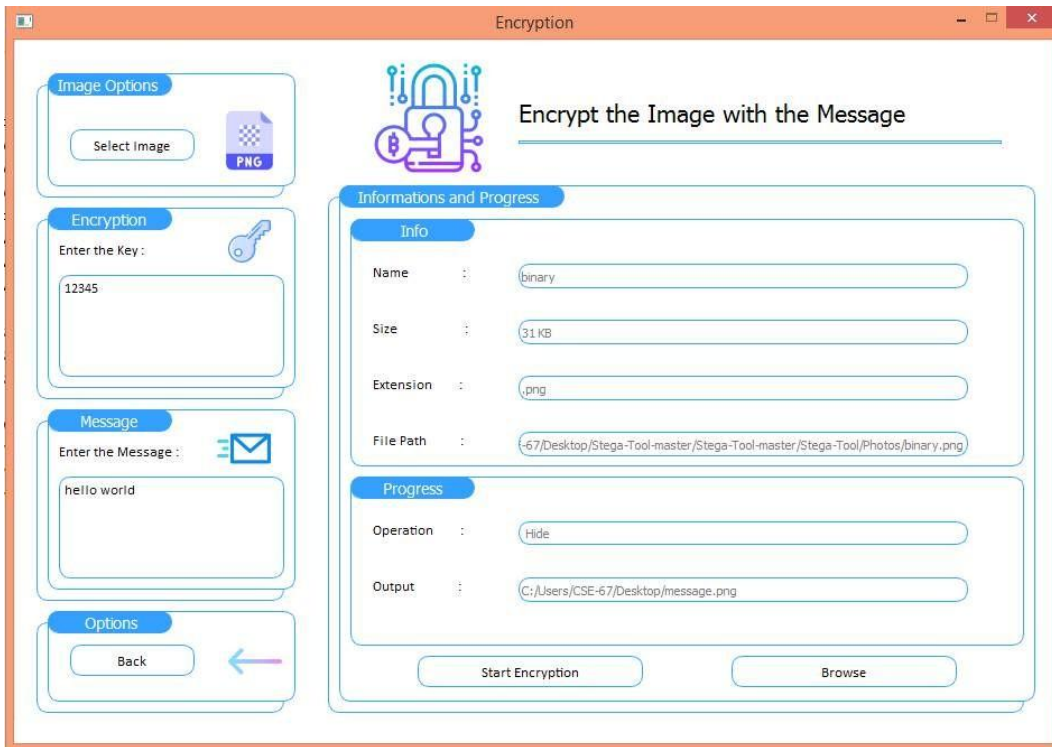 Encryption
Image Options
Select Image
PNG
Encryption
Enter the Key :
12345
Message
Enter the Message :
hello world
Options
Back
Encrypt the Image with the Message
Informations and Progress
Info
Name : binary
Size : 31 KB
Extension : .png
File Path : -67/Desktop/Stega-Tool-master/Stega-Tool-master/Stega-Tool/Photos/binary.png
Progress
Operation : Hide
Output : C:/Users/CSE-67/Desktop/message.png
Start Encryption
Browse